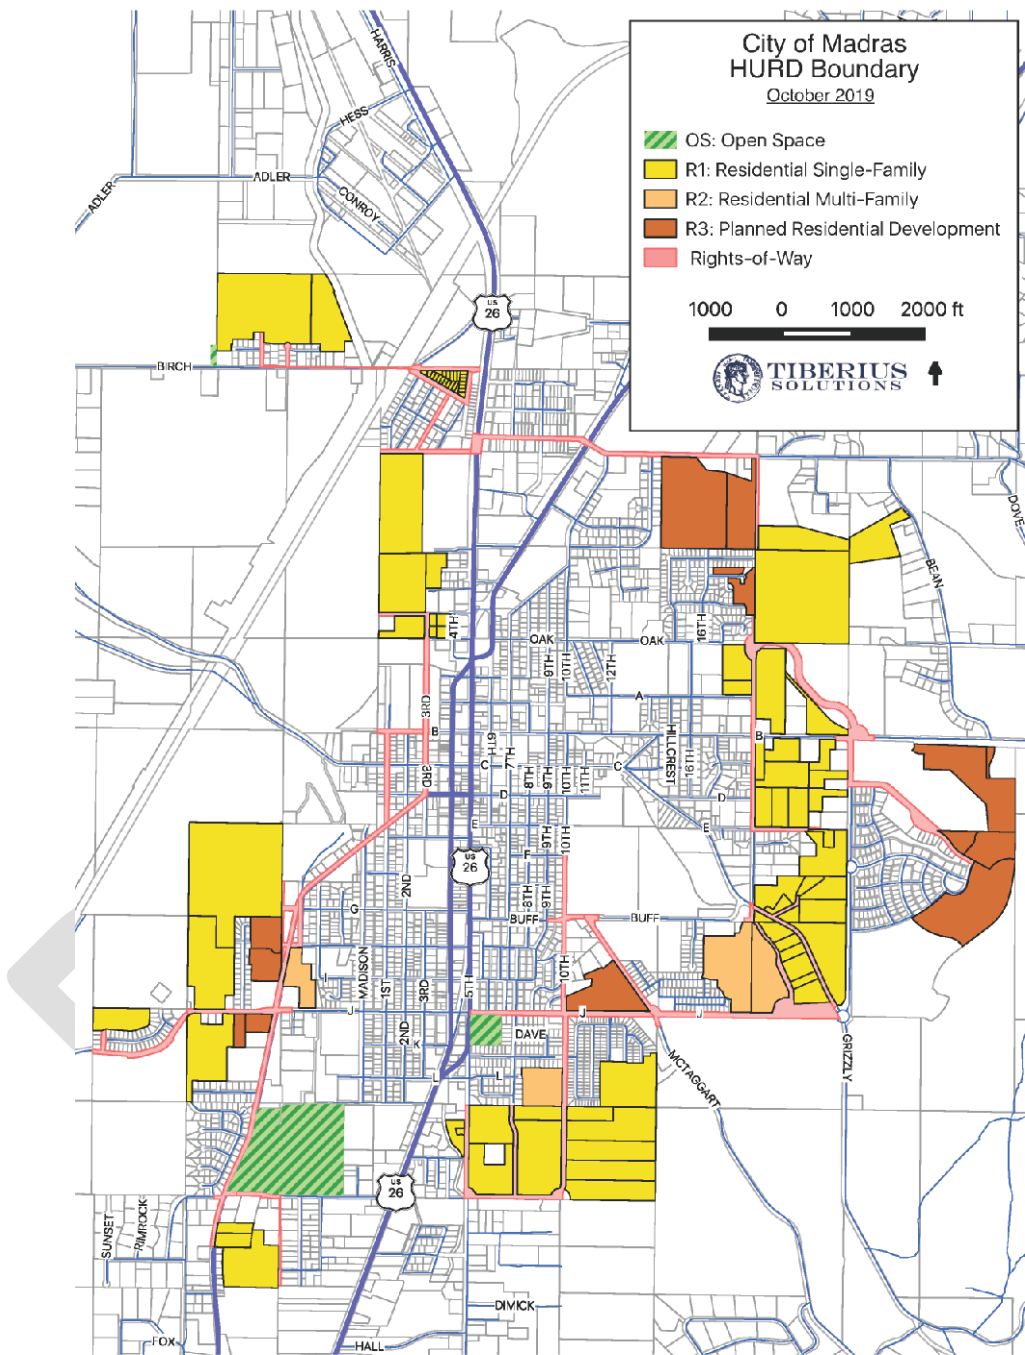 City of Madras
HURD Boundary
October 2019
OS: Open Space
R1: Residential Single-Family
R2: Residential Multi-Family
R3: Planned Residential Development
Rights-of-Way
1000 0 1000 2000 ft
TIBERIUS
SOLUTIONS
HARRIS
HESS
ADLER
ADLER
CONROY
US
26
BIRCH
DOVE
BEAN
4TH
OAK
OAK
16TH
9TH
10TH
12TH
A
3RD
B
6TH
7TH
HILLCREST
16TH
B
3RD
C
8TH
9TH
10TH
11TH
C
D
D
E
E
9TH
10TH
F
US
26
2ND
8TH
9TH
G
BUFF
BUFF
MADISON
I
1ST
3RD
5TH
10TH
J
J
J
2ND
K
DAVE
MCTAGGART
GRIZZLY
L
L
US
26
SUNSET
RIMROCK
DIMICK
FOX
HALL